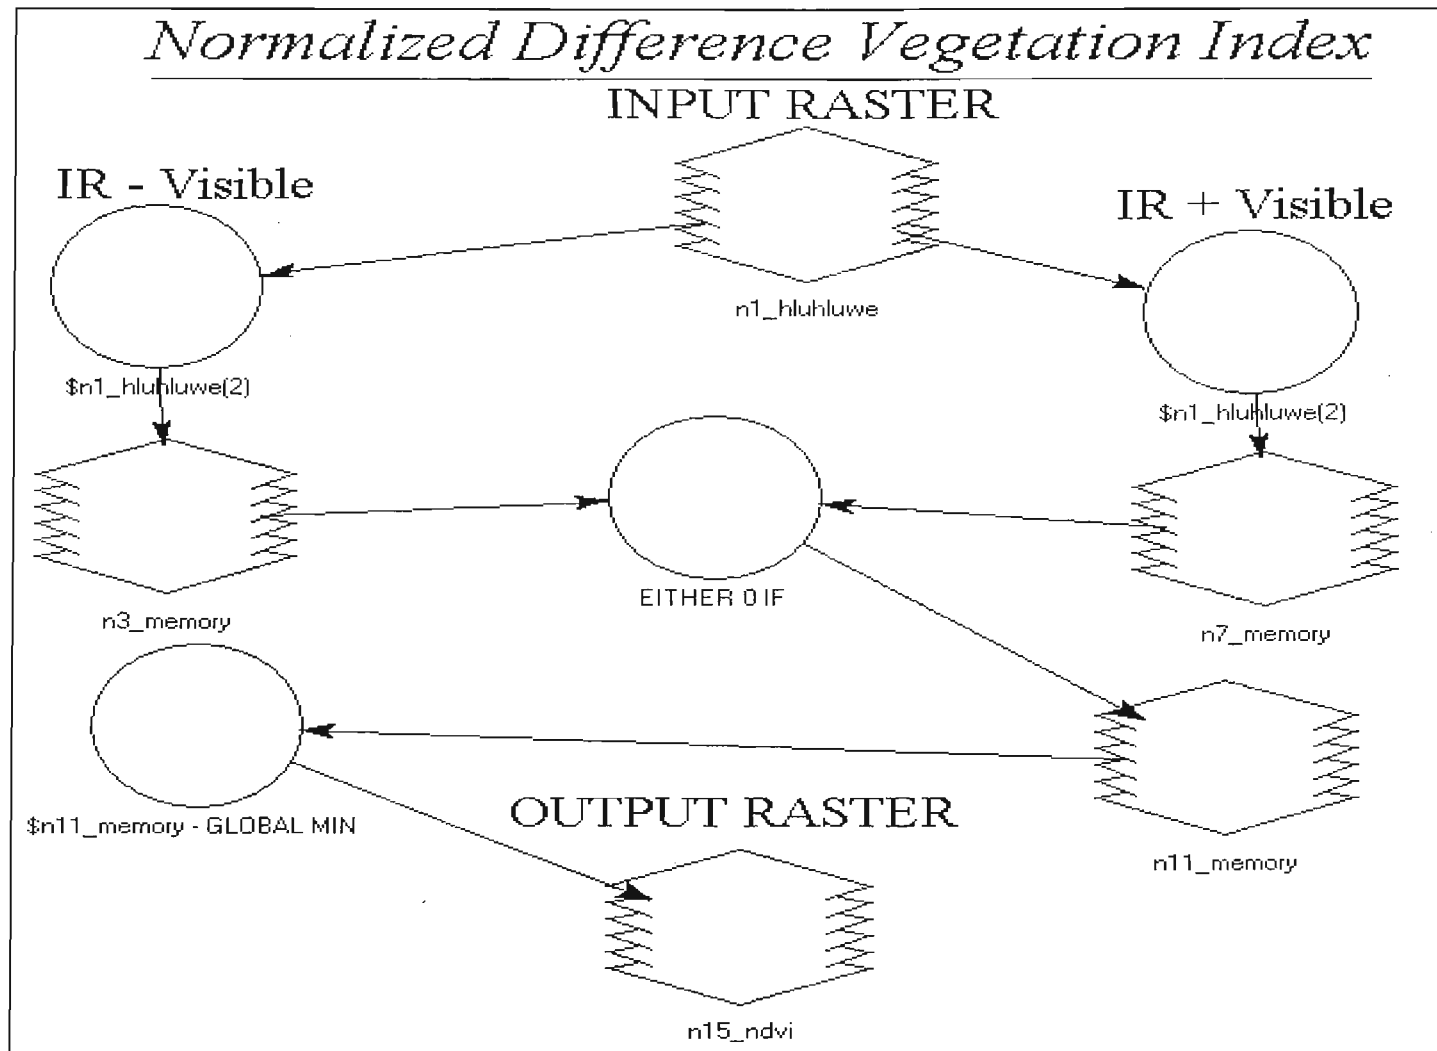 Normalized Difference Vegetation Index
INPUT RASTER
IR - Visible
IR + Visible
n1_hluhluwe
$n1_hluhluwe(2)
$n1_hluhluwe(2)
EITHER 0 IF
n3_memory
n7_memory
OUTPUT RASTER
$n11_memory - GLOBAL MIN
n11_memory
n15_ndvi